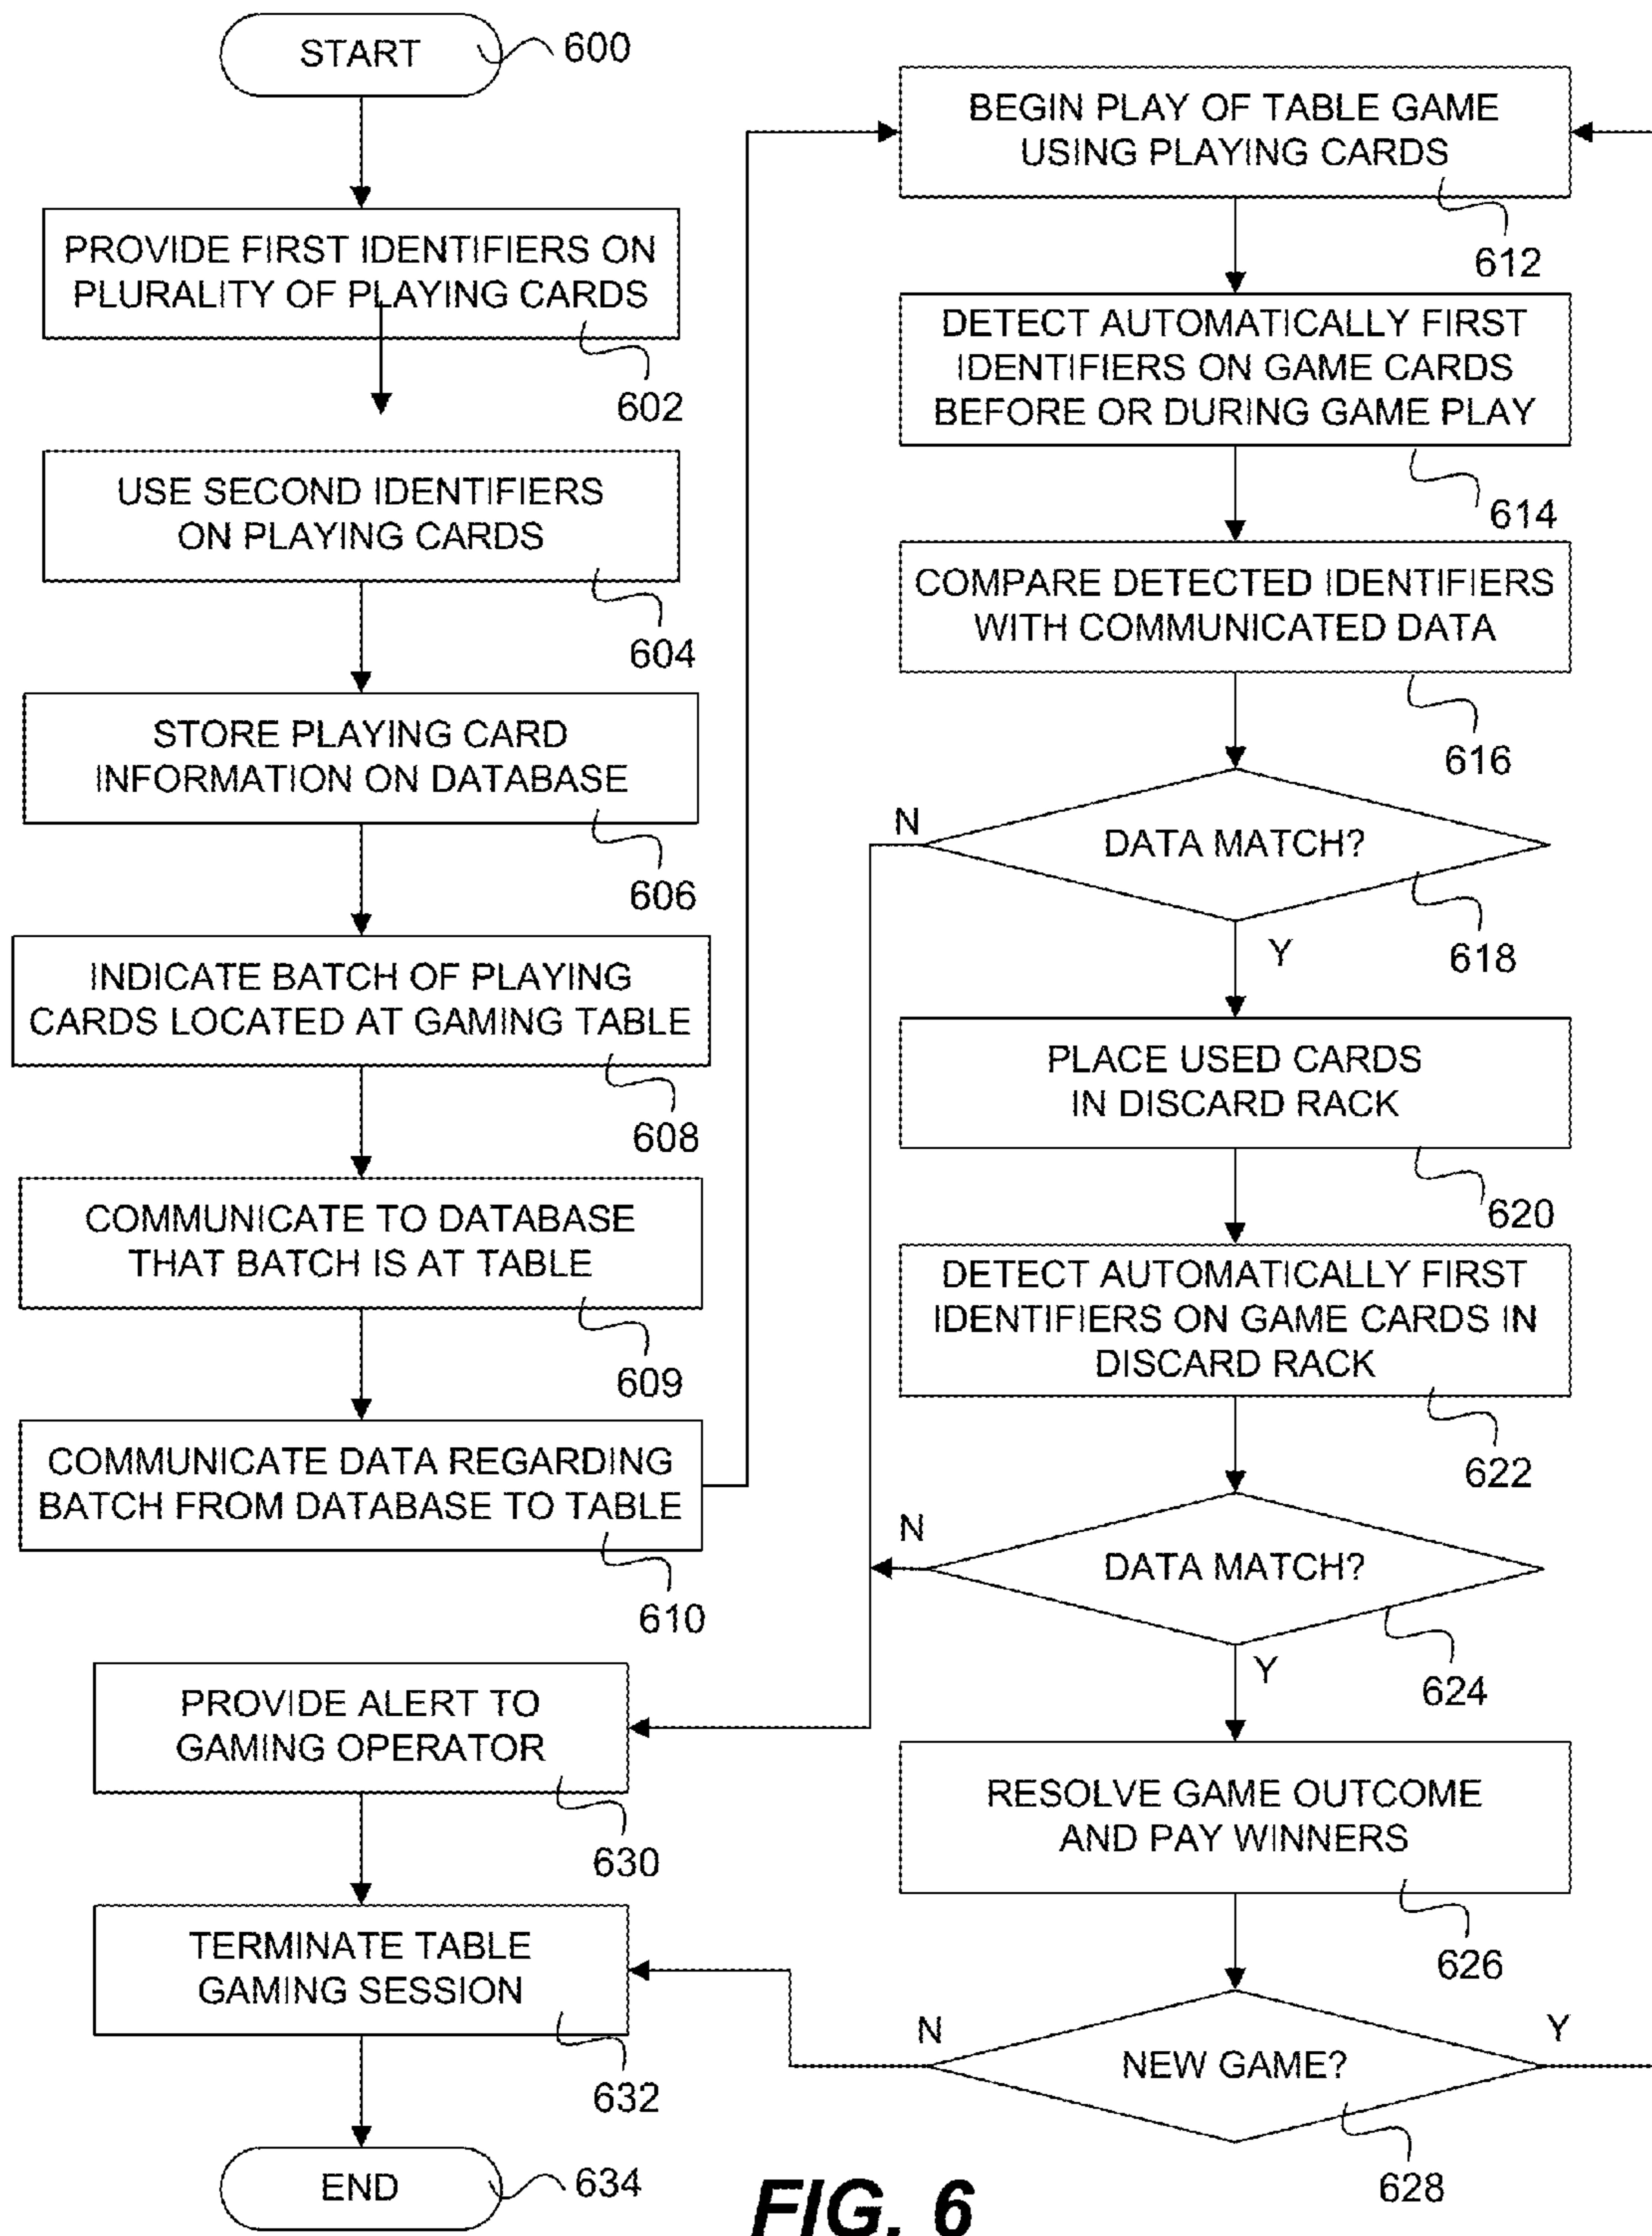 START
600
PROVIDE FIRST IDENTIFIERS ON
PLURALITY OF PLAYING CARDS
602
USE SECOND IDENTIFIERS
ON PLAYING CARDS
604
STORE PLAYING CARD
INFORMATION ON DATABASE
606
INDICATE BATCH OF PLAYING
CARDS LOCATED AT GAMING TABLE
608
COMMUNICATE TO DATABASE
THAT BATCH IS AT TABLE
609
COMMUNICATE DATA REGARDING
BATCH FROM DATABASE TO TABLE
610
BEGIN PLAY OF TABLE GAME
USING PLAYING CARDS
612
DETECT AUTOMATICALLY FIRST
IDENTIFIERS ON GAME CARDS
BEFORE OR DURING GAME PLAY
614
COMPARE DETECTED IDENTIFIERS
WITH COMMUNICATED DATA
616
N
DATA MATCH?
618
Y
PLACE USED CARDS
IN DISCARD RACK
620
DETECT AUTOMATICALLY FIRST
IDENTIFIERS ON GAME CARDS IN
DISCARD RACK
622
N
DATA MATCH?
624
Y
RESOLVE GAME OUTCOME
AND PAY WINNERS
626
N
NEW GAME?
Y
628
PROVIDE ALERT TO
GAMING OPERATOR
630
TERMINATE TABLE
GAMING SESSION
632
END
634
FIG. 6